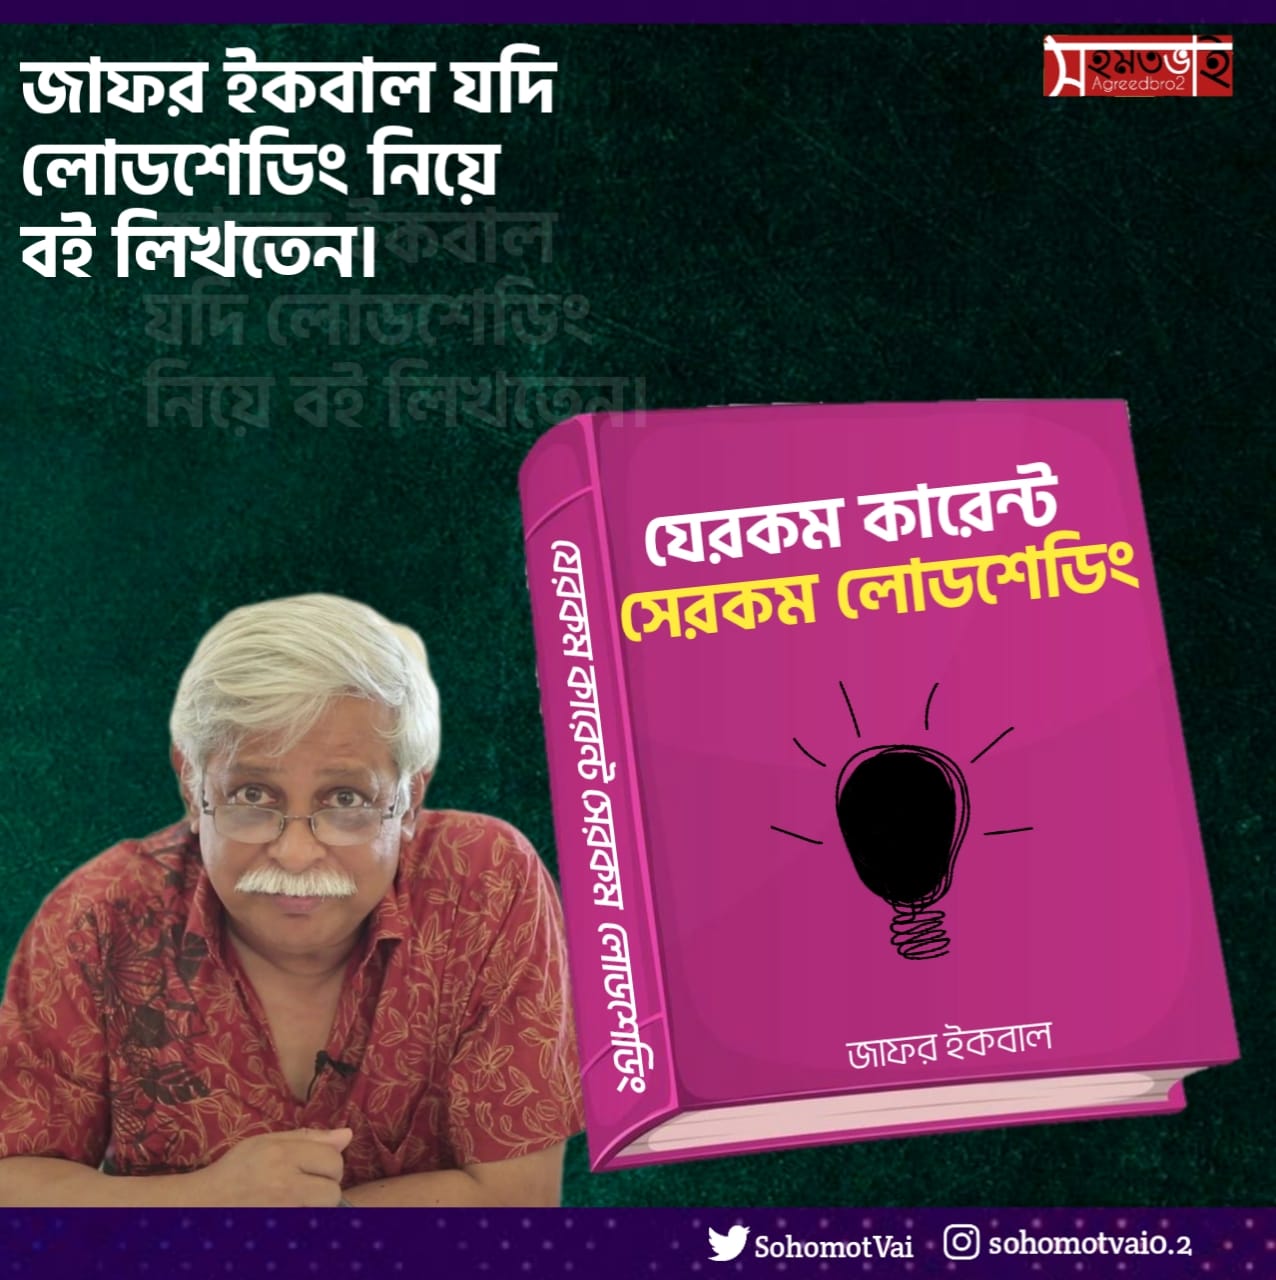 জাফর ইকবাল যদি
লোডশেডিং নিয়ে
বই লিখতেন।
সহমতভাই
Agreedbro2
জাফর ইকবাল
যদি লোডশেডিং
নিয়ে বই লিখতেন।
যেরকম কারেন্ট
সেরকম লোডশেডিং
যেরকম কারেন্ট সেরকম লোডশেডিং
জাফর ইকবাল
SohomotVai
sohomotvai0.2